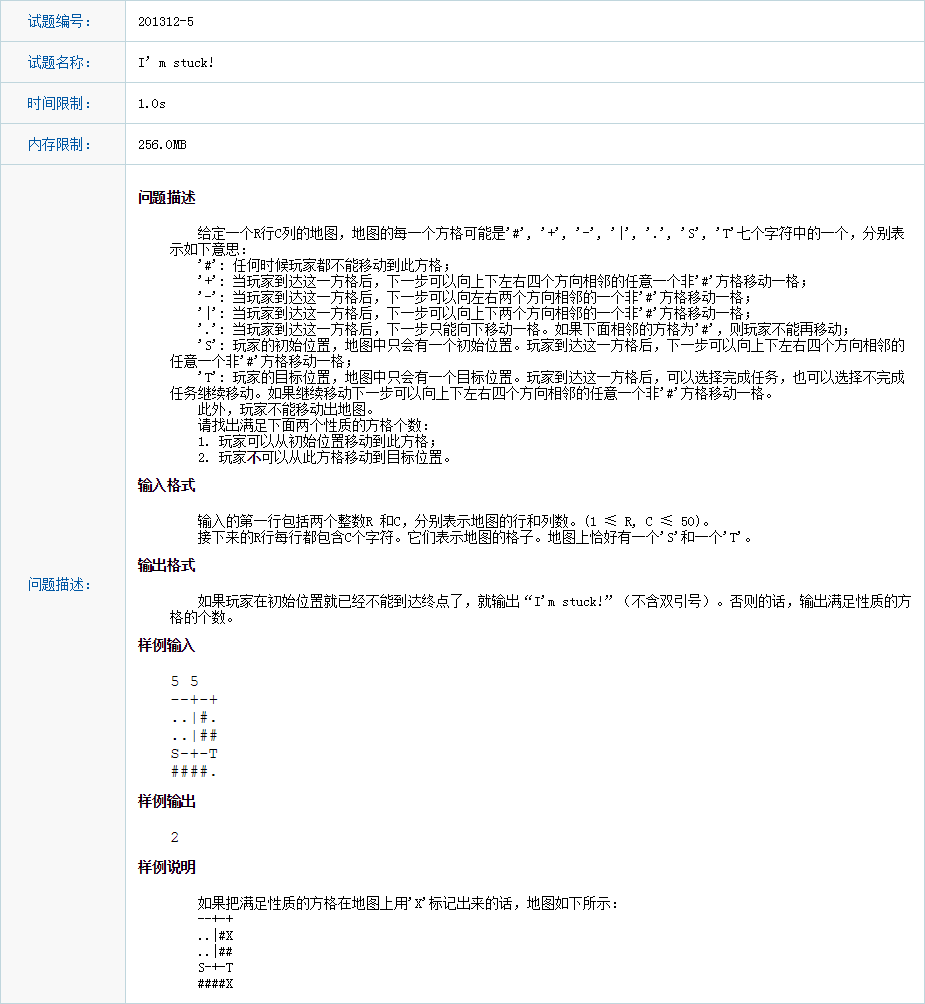 试题编号： 201312-5
试题名称： I’m stuck!
时间限制： 1.0s
内存限制： 256.0MB
问题描述：
问题描述
给定一个R行C列的地图，地图的每一个方格可能是'#', '+', '-', '|', '.', 'S', 'T'七个字符中的一个，分别表
示如下意思：
'#': 任何时候玩家都不能移动到此方格；
'+': 当玩家到达这一方格后，下一步可以向上下左右四个方向相邻的任意一个非'#'方格移动一格；
'-': 当玩家到达这一方格后，下一步可以向左右两个方向相邻的一个非'#'方格移动一格；
'|': 当玩家到达这一方格后，下一步可以向上下两个方向相邻的一个非'#'方格移动一格；
'.': 当玩家到达这一方格后，下一步只能向下移动一格。如果下面相邻的方格为'#'，则玩家不能再移动；
'S': 玩家的初始位置，地图中只会有一个初始位置。玩家到达这一方格后，下一步可以向上下左右四个方向相邻的
任意一个非'#'方格移动一格；
'T': 玩家的目标位置，地图中只会有一个目标位置。玩家到达这一方格后，可以选择完成任务，也可以选择不完成
任务继续移动。如果继续移动下一步可以向上下左右四个方向相邻的任意一个非'#'方格移动一格。
此外，玩家不能移动出地图。
请找出满足下面两个性质的方格个数：
1. 玩家可以从初始位置移动到此方格；
2. 玩家不可以从此方格移动到目标位置。
输入格式
输入的第一行包括两个整数R 和C，分别表示地图的行和列数。(1 ≤ R, C ≤ 50)。
接下来的R行每行都包含C个字符。它们表示地图的格子。地图上恰好有一个'S'和一个'T'。
输出格式
如果玩家在初始位置就已经不能到达终点了，就输出“I'm stuck!”（不含双引号）。否则的话，输出满足性质的方
格的个数。
样例输入
5 5
--+-+
..|#.
..|##
S-+-T
####.
样例输出
2
样例说明
如果把满足性质的方格在地图上用'X'标记出来的话，地图如下所示：
--+-+
..|#X
..|##
S-+-T
####X